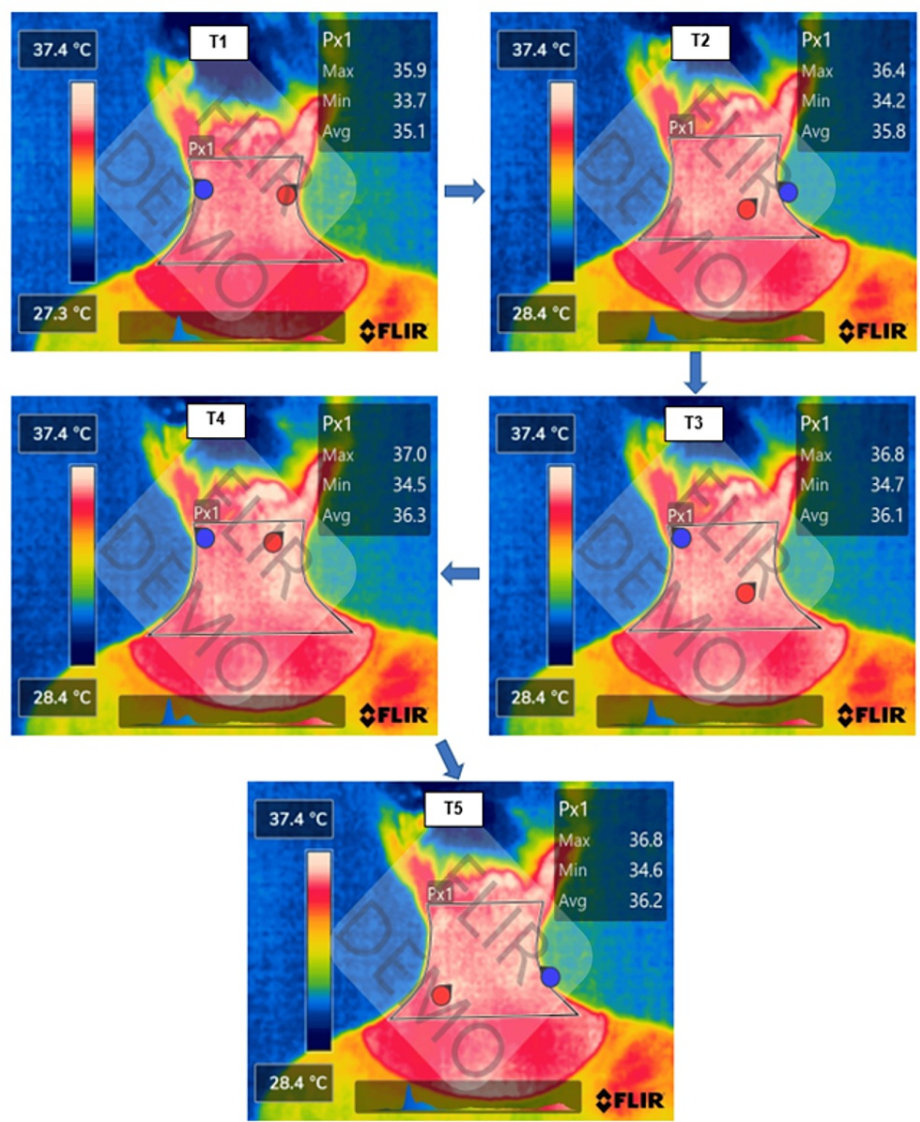 T1
37.4 °C
27.3 °C
Px1
Max 35.9
Min 33.7
Avg 35.1
Px1
FLIR
DEMO
FLIR
T2
37.4 °C
28.4 °C
Px1
Max 36.4
Min 34.2
Avg 35.8
Px1
FLIR
DEMO
FLIR
T3
37.4 °C
28.4 °C
Px1
Max 36.8
Min 34.7
Avg 36.1
Px1
FLIR
DEMO
FLIR
T4
37.4 °C
28.4 °C
Px1
Max 37.0
Min 34.5
Avg 36.3
Px1
FLIR
DEMO
FLIR
T5
37.4 °C
28.4 °C
Px1
Max 36.8
Min 34.6
Avg 36.2
Px1
FLIR
DEMO
FLIR